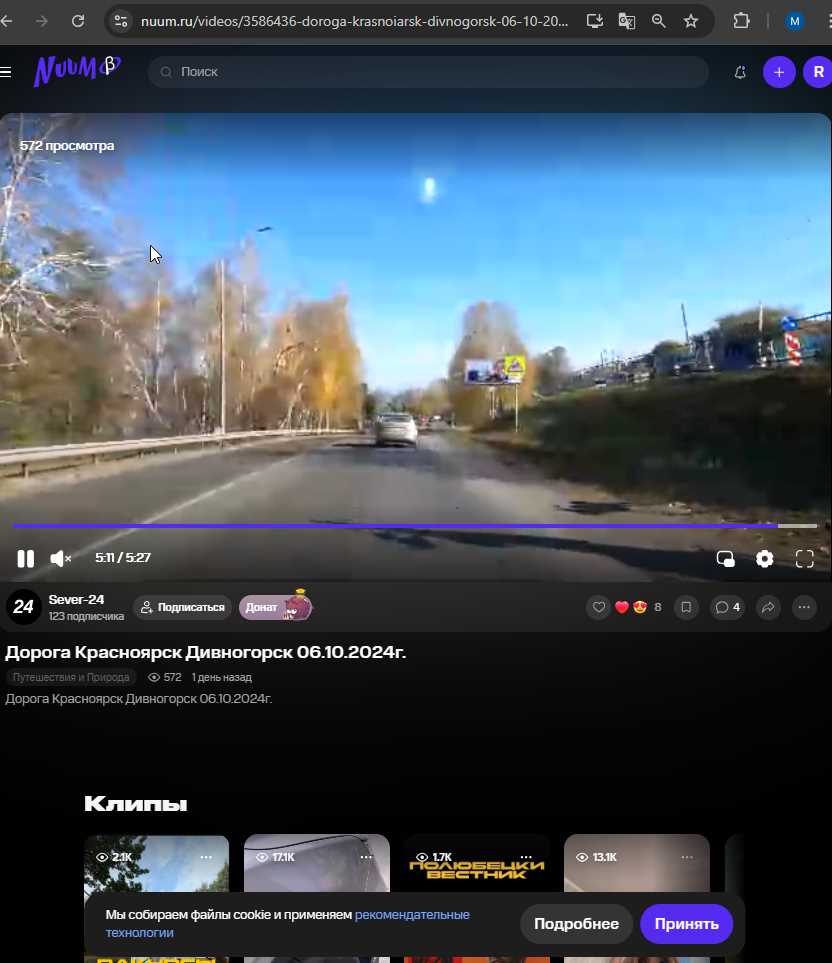 nuum.ru/videos/3586436-doroga-krasnoiarsk-divnogorsk-06-10-20...
M
NUUM β
Поиск
+
R
572 просмотра
5:11 / 5:27
24
Sever-24
123 подписчика
Подписаться
Донат
8
4
Дорога Красноярск Дивногорск 06.10.2024г.
Путешествия и Природа
572
1 день назад
Дорога Красноярск Дивногорск 06.10.2024г.
Клипы
2.1K
17.1K
1.7K
13.1K
ПОЛЮБЕЦКИ
ВЕСТНИК
Мы собираем файлы cookie и применяем рекомендательные
технологии
Подробнее
Принять